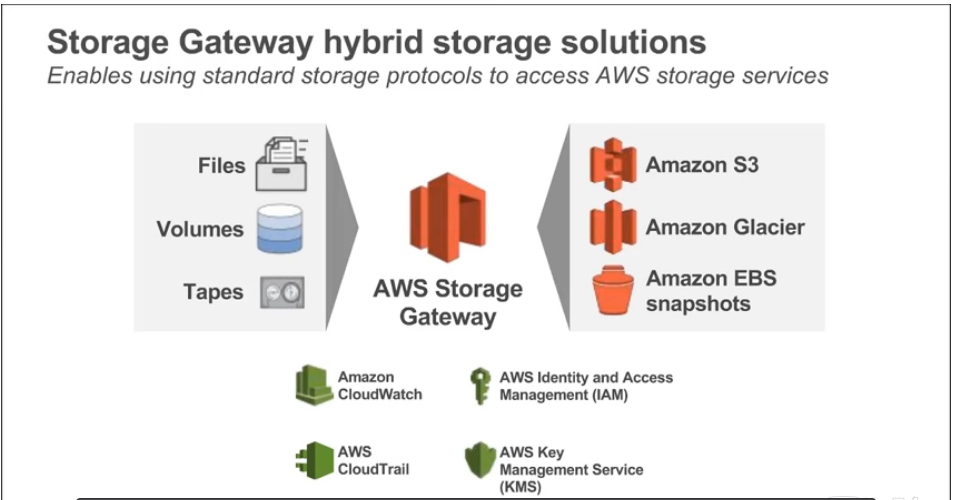 Storage Gateway hybrid storage solutions
Enables using standard storage protocols to access AWS storage services
Files
Volumes
Tapes
AWS Storage
Gateway
Amazon S3
Amazon Glacier
Amazon EBS
snapshots
Amazon
CloudWatch
AWS Identity and Access
Management (IAM)
AWS
CloudTrail
AWS Key
Management Service
(KMS)